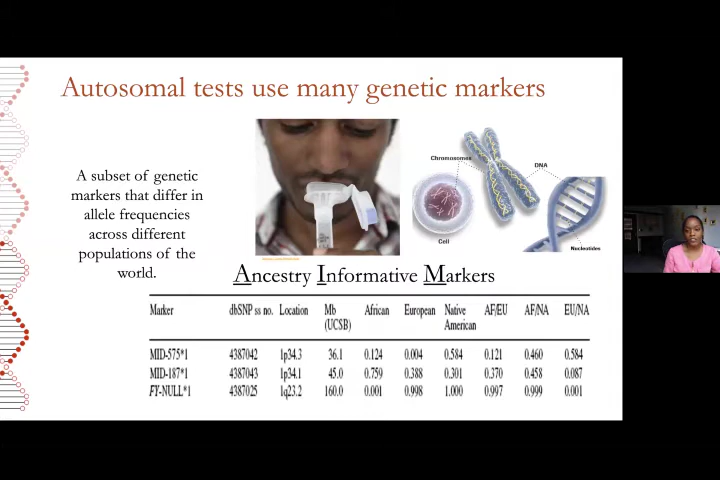 Autosomal tests use many genetic markers
A subset of genetic
markers that differ in
allele frequencies
across different
populations of the
world.
Chromosomes
DNA
Cell
Nucleotides
Ancestry Informative Markers
Marker dbSNP ss no. Location Mb African European Native AF/EU AF/NA EU/NA
(UCSB) American
MID-575*1 4387042 1p34.3 36.1 0.124 0.004 0.584 0.121 0.460 0.584
MID-187*1 4387043 1p34.1 45.0 0.759 0.388 0.301 0.370 0.458 0.087
FY-NULL*1 4387025 1q23.2 160.0 0.001 0.998 1.000 0.997 0.999 0.001